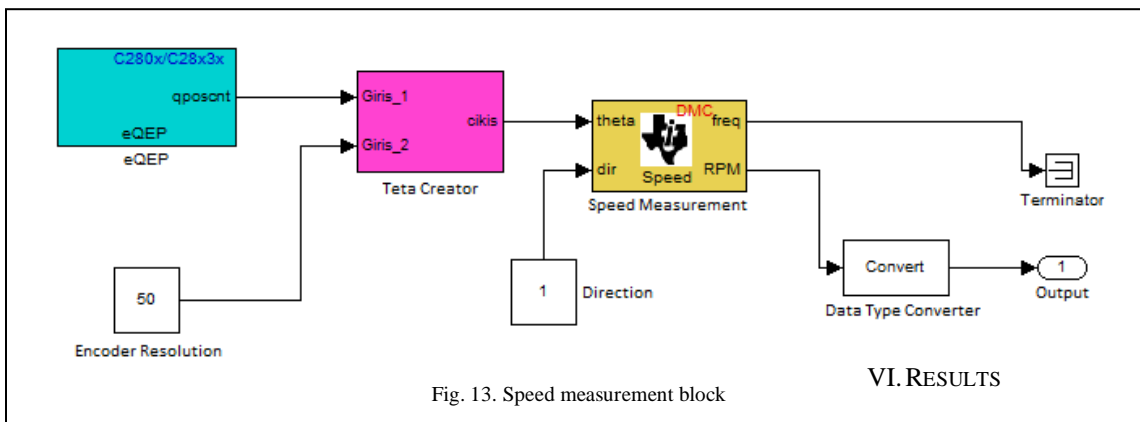 C280x/C28x3x
qposcnt
eQEP
eQEP
Giris_1
Giris_2
cikis
Teta Creator
theta
dir
DMC
freq
RPM
Speed
Speed Measurement
Terminator
50
Encoder Resolution
1
Direction
Convert
Data Type Converter
1
Output
Fig. 13. Speed measurement block
VI. RESULTS